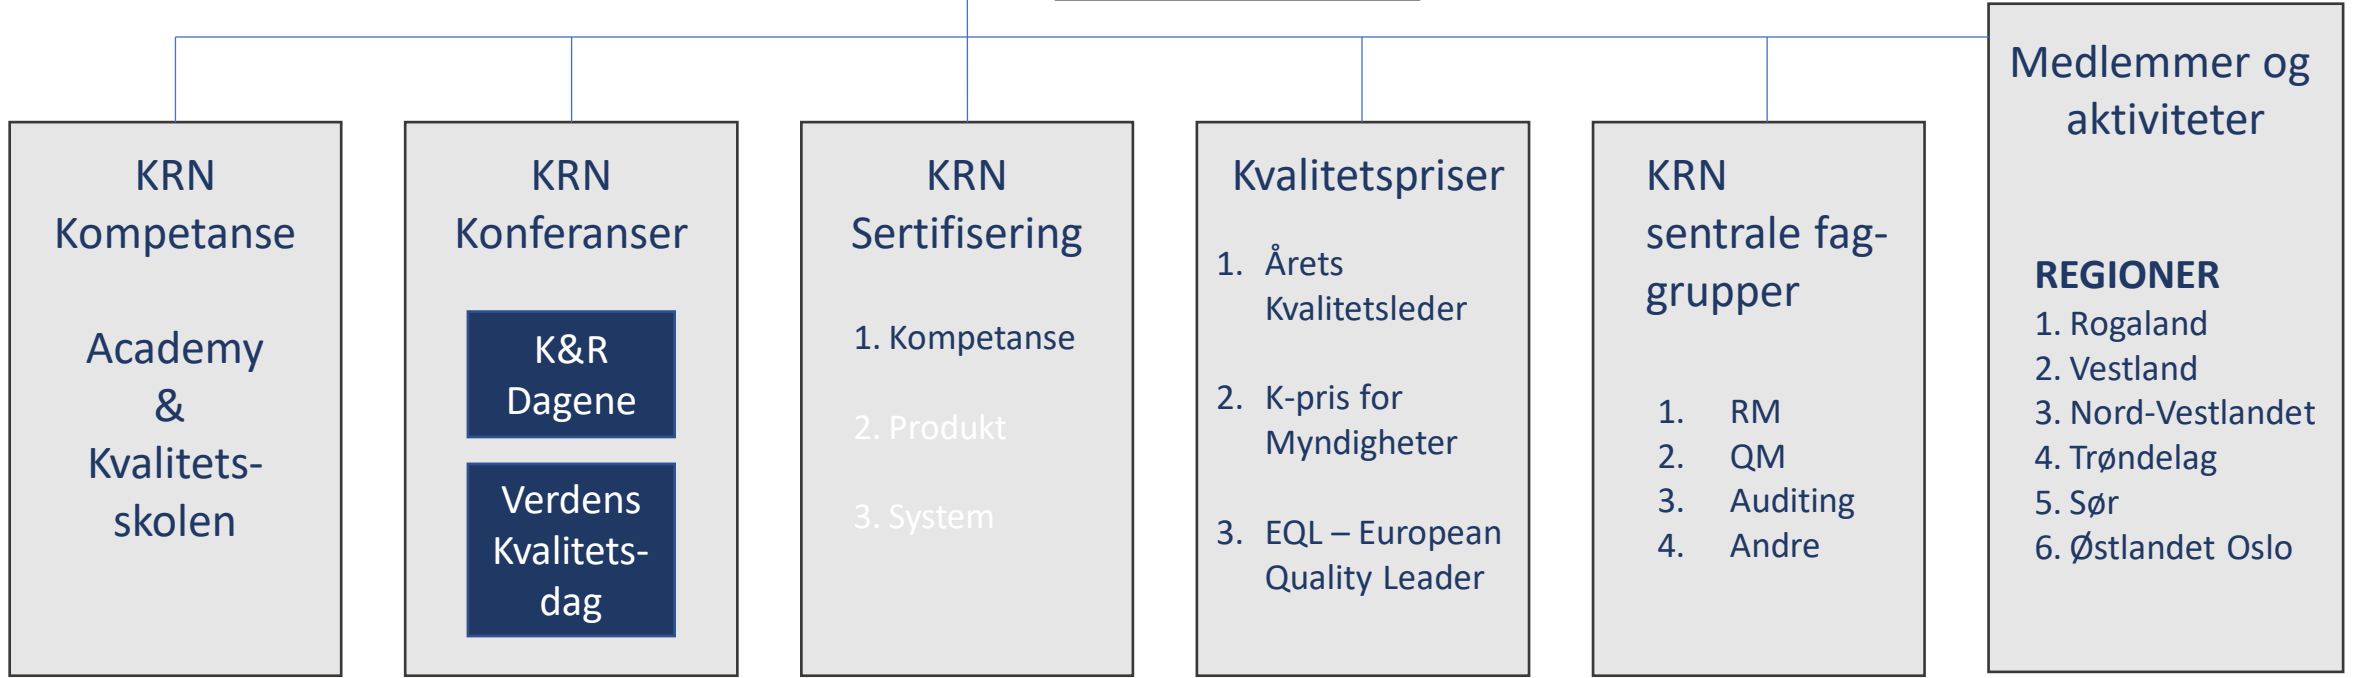 KRN
Kompetanse
Academy
&
Kvalitets-
skolen
KRN
Konferanser
K&R
Dagene
Verdens
Kvalitets-
dag
KRN
Sertifisering
1. Kompetanse
2. Produkt
3. System
Kvalitetspriser
1. Årets
Kvalitetsleder
2. K-pris for
Myndigheter
3. EQL – European
Quality Leader
KRN
sentrale fag-
grupper
1. RM
2. QM
3. Auditing
4. Andre
Medlemmer og
aktiviteter
REGIONER
1. Rogaland
2. Vestland
3. Nord-Vestlandet
4. Trøndelag
5. Sør
6. Østlandet Oslo